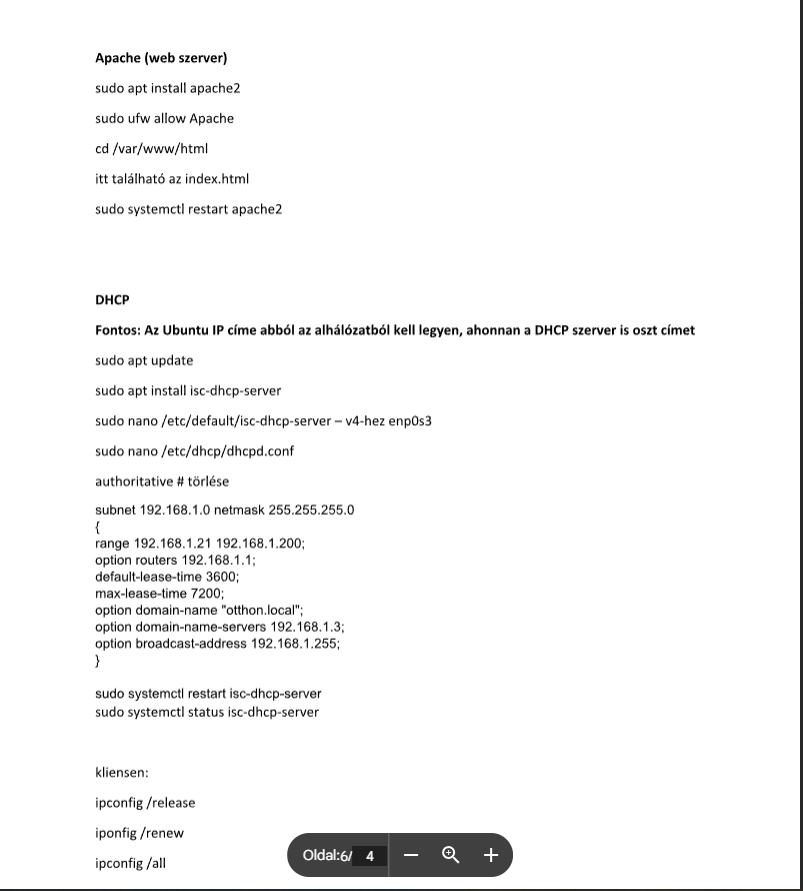 Apache (web szerver)
sudo apt install apache2
sudo ufw allow Apache
cd /var/www/html
itt található az index.html
sudo systemctl restart apache2
DHCP
Fontos: Az Ubuntu IP címe abból az alhálózatból kell legyen, ahonnan a DHCP szerver is oszt címet
sudo apt update
sudo apt install isc-dhcp-server
sudo nano /etc/default/isc-dhcp-server – v4-hez enp0s3
sudo nano /etc/dhcp/dhcpd.conf
authoritative # törlése
subnet 192.168.1.0 netmask 255.255.255.0
{
range 192.168.1.21 192.168.1.200;
option routers 192.168.1.1;
default-lease-time 3600;
max-lease-time 7200;
option domain-name "otthon.local";
option domain-name-servers 192.168.1.3;
option broadcast-address 192.168.1.255;
}
sudo systemctl restart isc-dhcp-server
sudo systemctl status isc-dhcp-server
kliensen:
ipconfig /release
iponfig /renew
ipconfig /all
Oldal:6/ 4